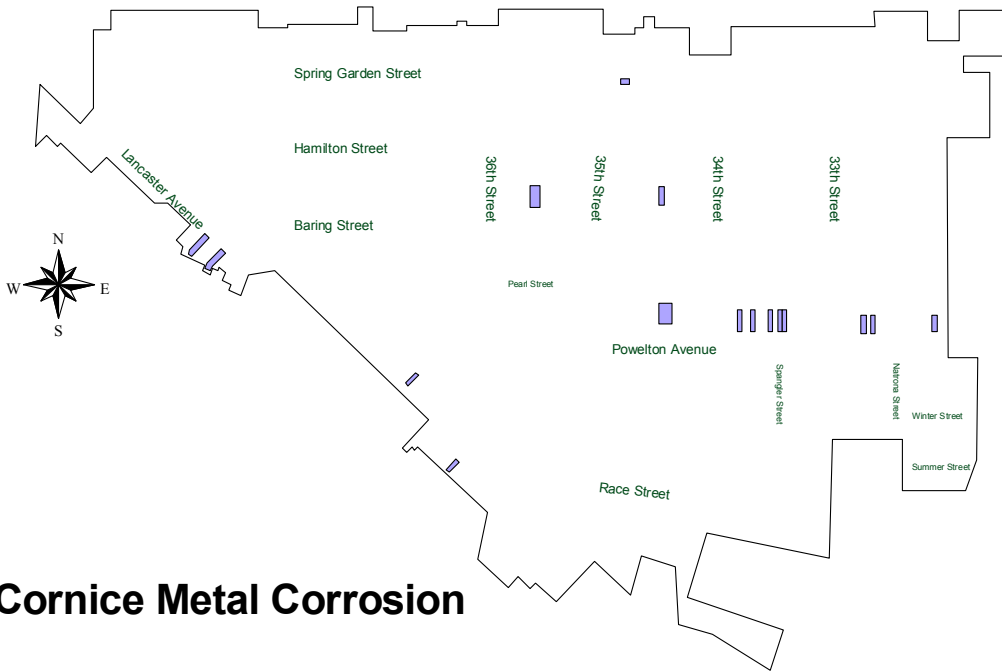 Spring Garden Street
Hamilton Street
Lancaster Avenue
36th Street
35th Street
34th Street
33th Street
Baring Street
N
W
E
S
Pearl Street
Powelton Avenue
Spangler Street
Natrona Street
Winter Street
Summer Street
Race Street
Cornice Metal Corrosion